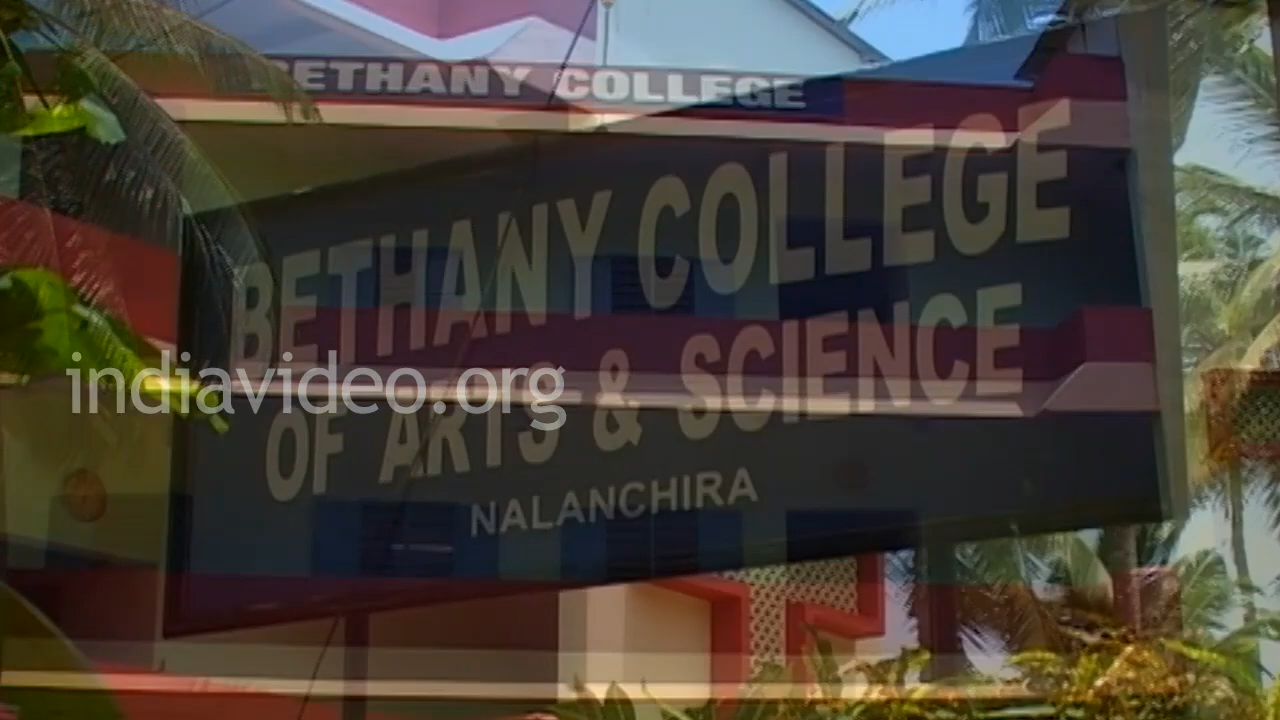 BETHANY COLLEGE
BETHANY COLLEGE
OF ARTS & SCIENCE
NALANCHIRA
indiavideo.org